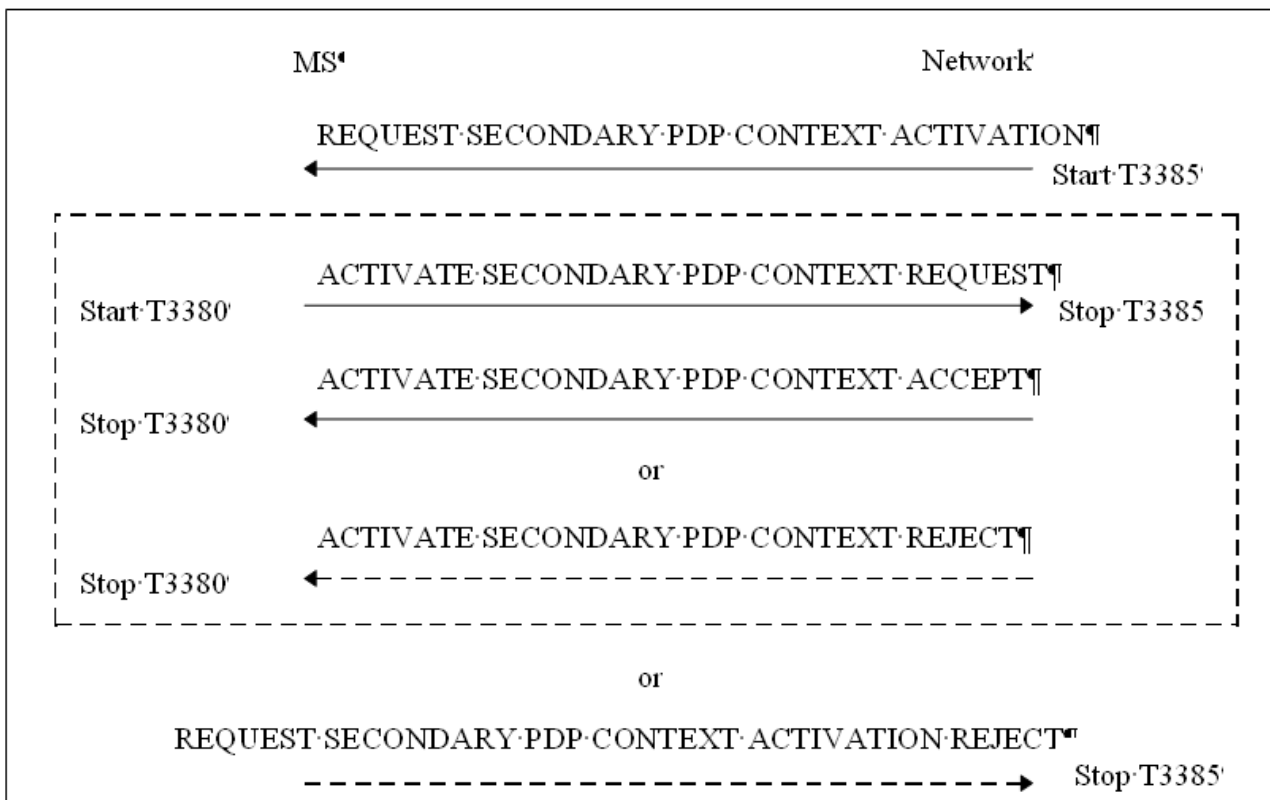 MS Network
REQUEST·SECONDARY·PDP·CONTEXT·ACTIVATION¶
Start·T3385
ACTIVATE·SECONDARY·PDP·CONTEXT·REQUEST¶
Start·T3380 Stop·T3385
ACTIVATE·SECONDARY·PDP·CONTEXT·ACCEPT¶
Stop·T3380
or
ACTIVATE·SECONDARY·PDP·CONTEXT·REJECT¶
Stop·T3380
or
REQUEST·SECONDARY·PDP·CONTEXT·ACTIVATION·REJECT¶
Stop·T3385